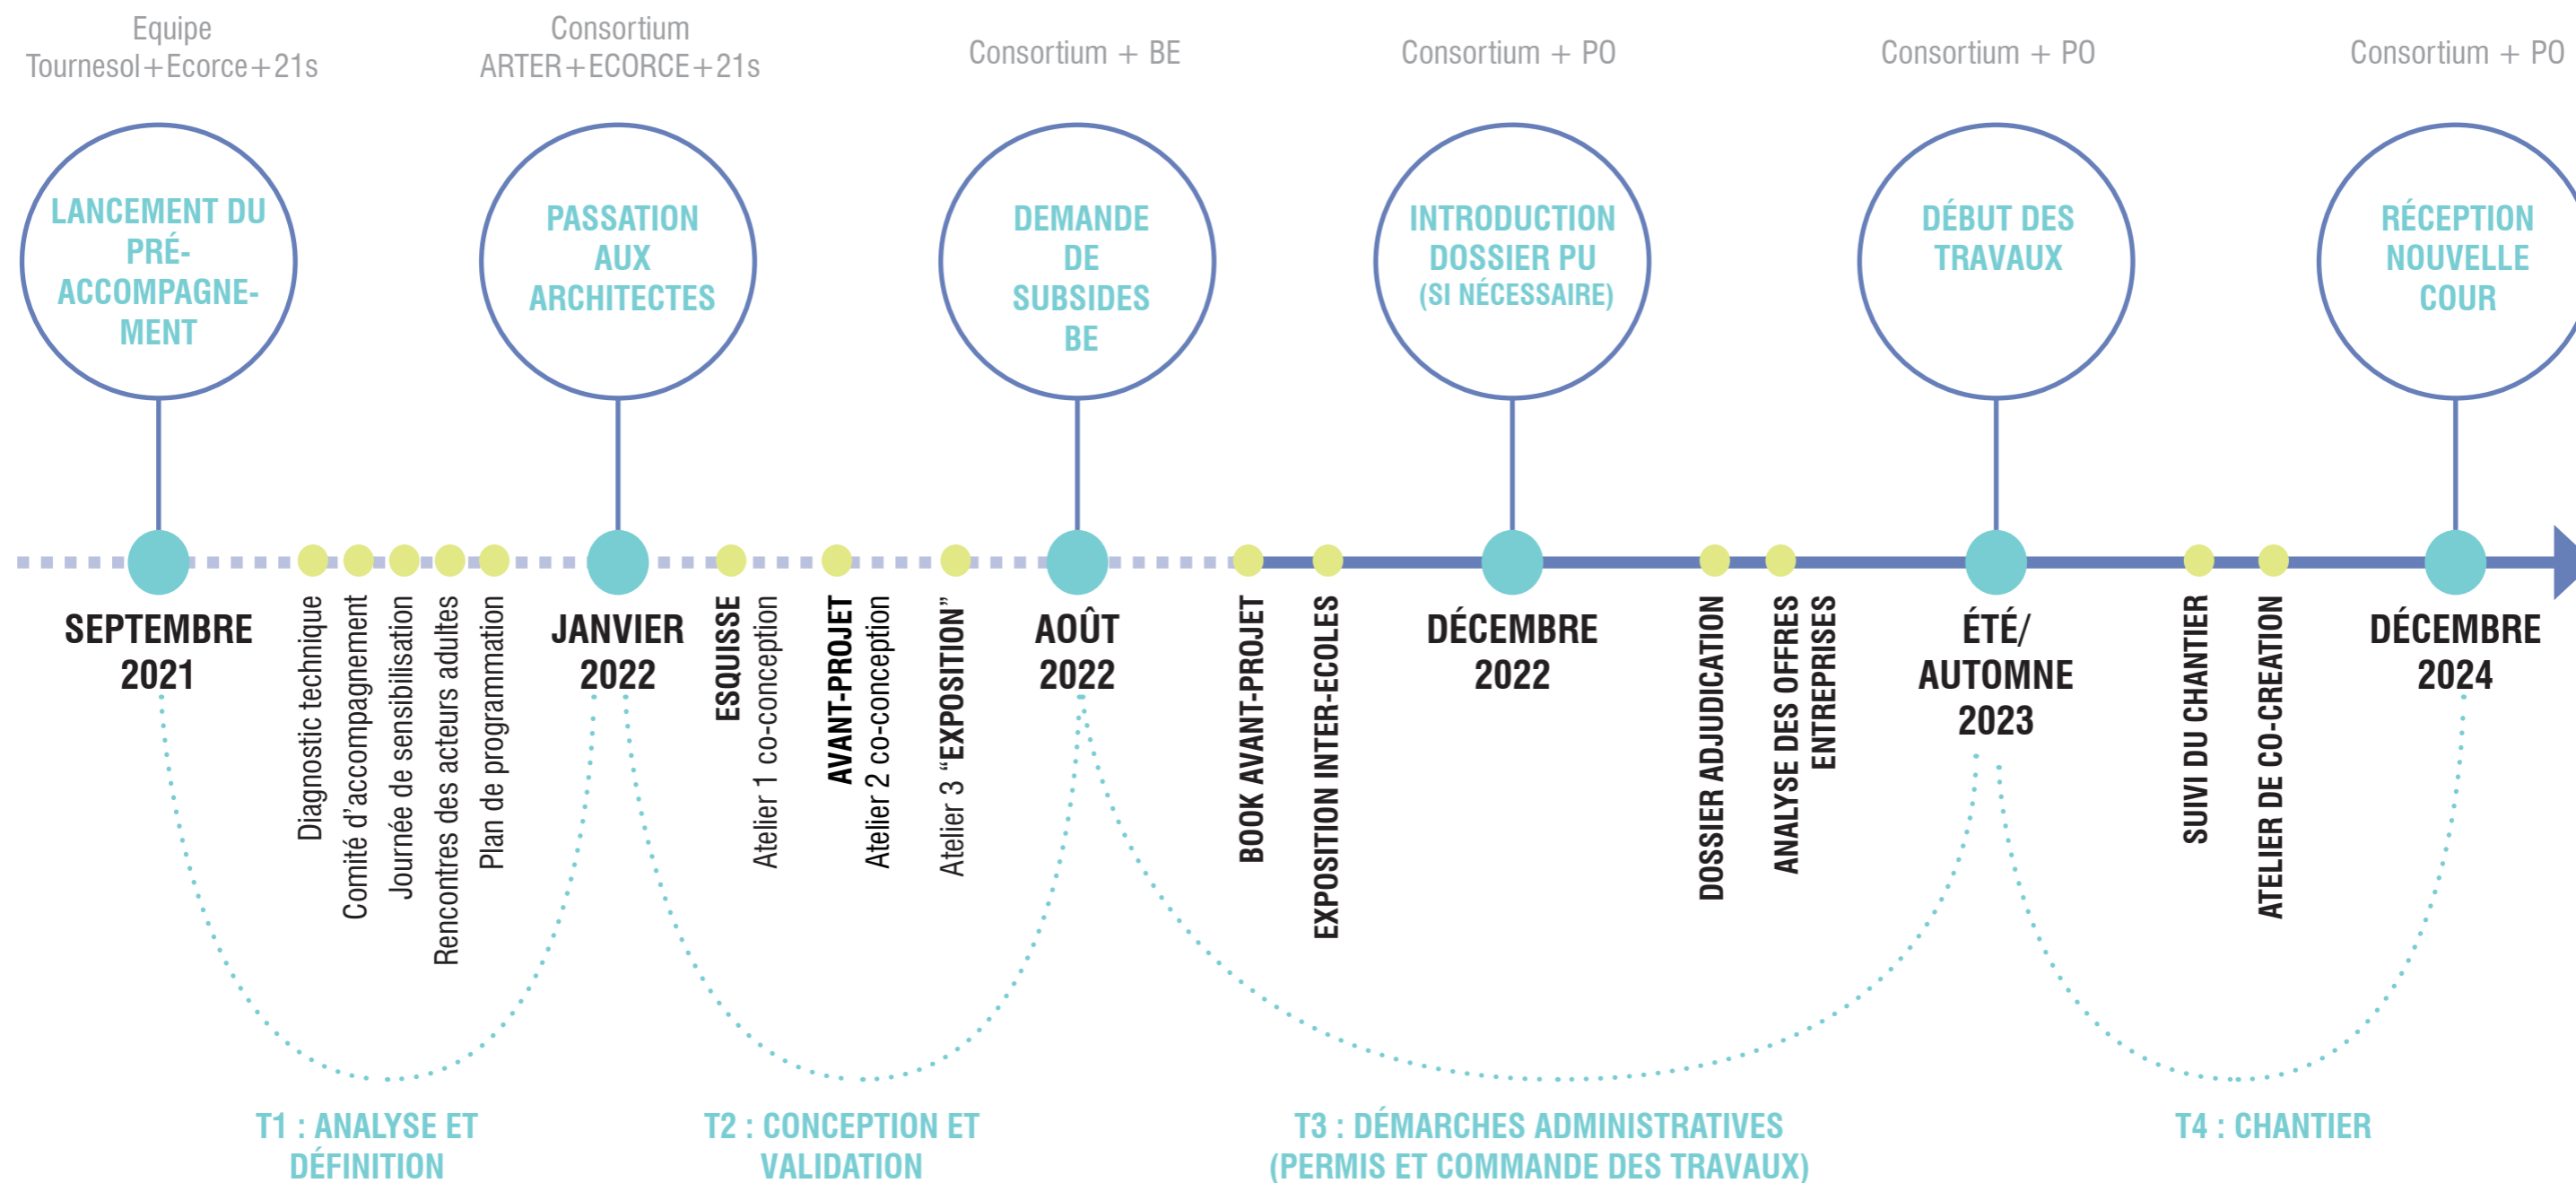 Equipe
Tournesol+Ecorce+21s
Consortium
ARTER+ECORCE+21s
Consortium + BE
Consortium + PO
Consortium + PO
Consortium + PO
LANCEMENT DU
PRÉ-
ACCOMPAGNE-
MENT
PASSATION
AUX
ARCHITECTES
DEMANDE
DE
SUBSIDES
BE
INTRODUCTION
DOSSIER PU
(SI NÉCESSAIRE)
DÉBUT DES
TRAVAUX
RÉCEPTION
NOUVELLE
COUR
SEPTEMBRE
2021
Diagnostic technique
Comité d'accompagnement
Journée de sensibilisation
Rencontres des acteurs adultes
Plan de programmation
JANVIER
2022
ESQUISSE
Atelier 1 co-conception
AVANT-PROJET
Atelier 2 co-conception
Atelier 3 “EXPOSITION”
AOÛT
2022
BOOK AVANT-PROJET
EXPOSITION INTER-ECOLES
DÉCEMBRE
2022
DOSSIER ADJUDICATION
ANALYSE DES OFFRES
ENTREPRISES
ÉTÉ/
AUTOMNE
2023
SUIVI DU CHANTIER
ATELIER DE CO-CREATION
DÉCEMBRE
2024
T1 : ANALYSE ET
DÉFINITION
T2 : CONCEPTION ET
VALIDATION
T3 : DÉMARCHES ADMINISTRATIVES
(PERMIS ET COMMANDE DES TRAVAUX)
T4 : CHANTIER